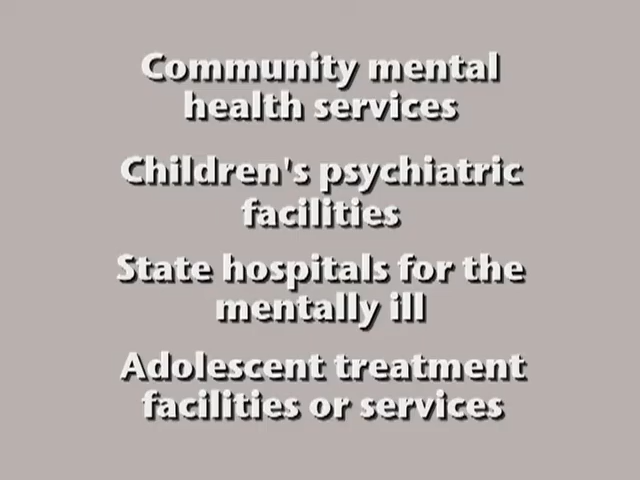 Community mental
health services
Children's psychiatric
facilities
State hospitals for the
mentally ill
Adolescent treatment
facilities or services